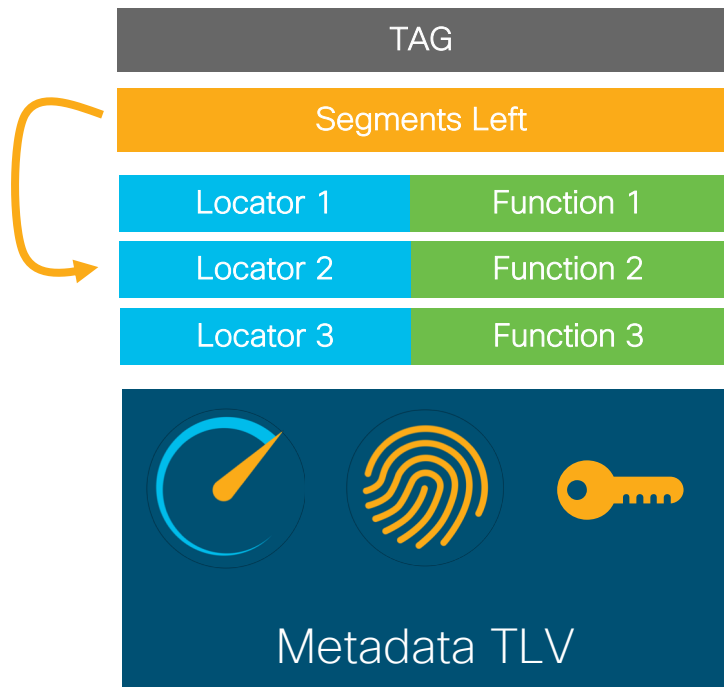 TAG
Segments Left
Locator 1 Function 1
Locator 2 Function 2
Locator 3 Function 3
Metadata TLV